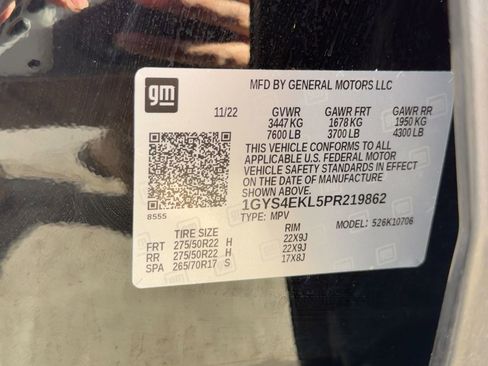 gm
MFD BY GENERAL MOTORS LLC
11/22 GVWR GAWR FRT GAWR RR
3447 KG 1678 KG 1950 KG
7600 LB 3700 LB 4300 LB
THIS VEHICLE CONFORMS TO ALL
APPLICABLE U.S. FEDERAL MOTOR
VEHICLE SAFETY STANDARDS IN EFFECT
ON THE DATE OF MANUFACTURE
SHOWN ABOVE.
8555
1GYS4EKL5PR219862
TYPE: MPV MODEL: 526K10706
TIRE SIZE RIM
FRT 275/50R22 H 22X9J
RR 275/50R22 H 22X9J
SPA 265/70R17 S 17X8J